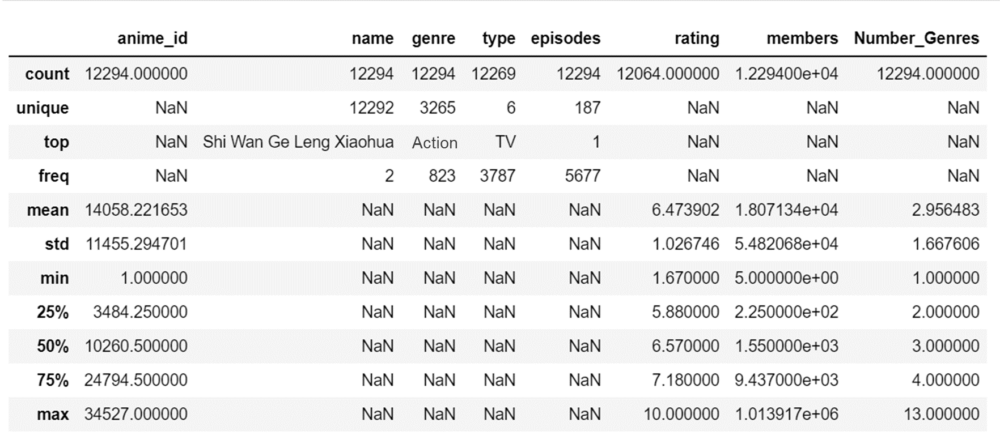 anime_id name genre type episodes rating members Number_Genres
count 12294.000000 12294 12294 12269 12294 12064.000000 1.229400e+04 12294.000000
unique NaN 12292 3265 6 187 NaN NaN NaN
top NaN Shi Wan Ge Leng Xiaohua Action TV 1 NaN NaN NaN
freq NaN 2 823 3787 5677 NaN NaN NaN
mean 14058.221653 NaN NaN NaN NaN 6.473902 1.807134e+04 2.956483
std 11455.294701 NaN NaN NaN NaN 1.026746 5.482068e+04 1.667606
min 1.000000 NaN NaN NaN NaN 1.670000 5.000000e+00 1.000000
25% 3484.250000 NaN NaN NaN NaN 5.880000 2.250000e+02 2.000000
50% 10260.500000 NaN NaN NaN NaN 6.570000 1.550000e+03 3.000000
75% 24794.500000 NaN NaN NaN NaN 7.180000 9.437000e+03 4.000000
max 34527.000000 NaN NaN NaN NaN 10.000000 1.013917e+06 13.000000